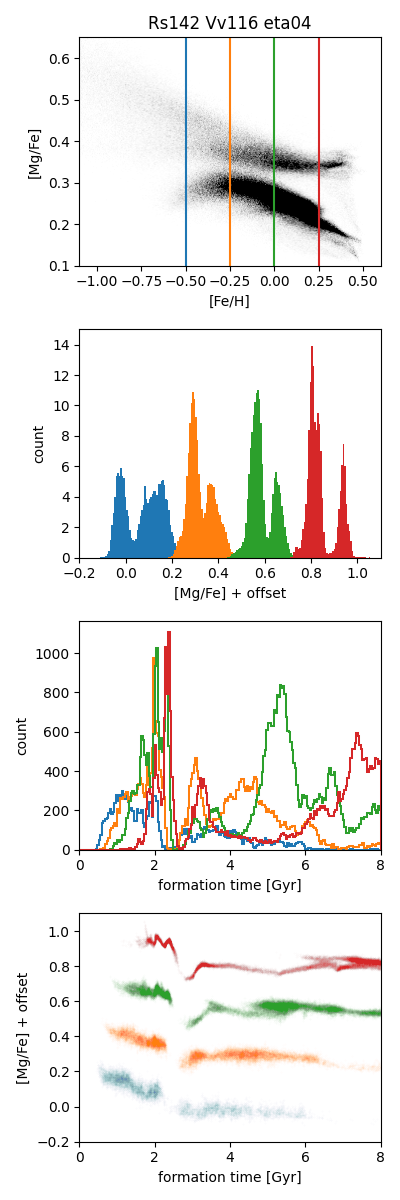 Rs142 Vv116 eta04
0.6
0.5
0.4
0.3
0.2
0.1
[Mg/Fe]
−1.00 −0.75 −0.50 −0.25 0.00 0.25 0.50
[Fe/H]
14
12
10
8
6
4
2
0
count
−0.2 0.0 0.2 0.4 0.6 0.8 1.0
[Mg/Fe] + offset
1000
800
600
400
200
0
count
0 2 4 6 8
formation time [Gyr]
1.0
0.8
0.6
0.4
0.2
0.0
−0.2
[Mg/Fe] + offset
0 2 4 6 8
formation time [Gyr]